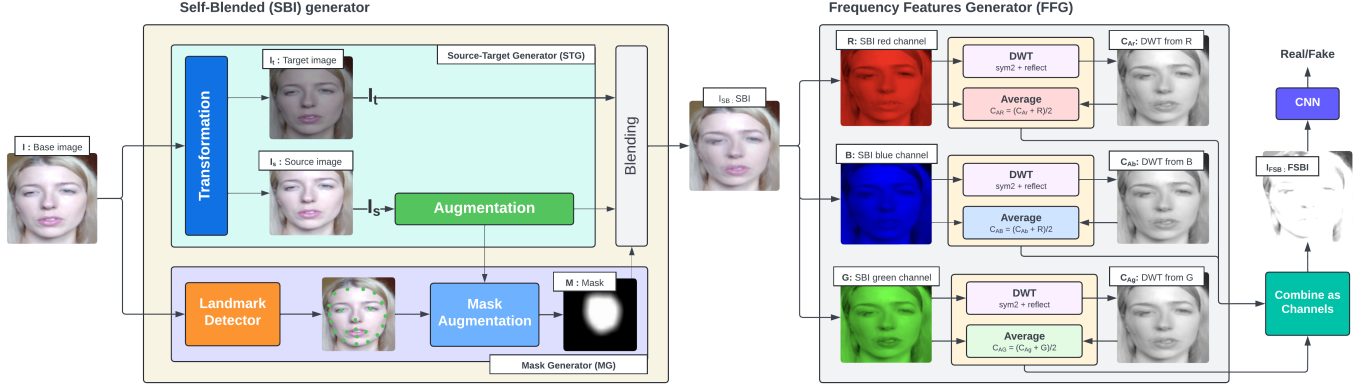 Self-Blended (SBI) generator
Source-Target Generator (STG)
I : Base image
Transformation
It : Target image
It
Is : Source image
Is
Augmentation
Blending
Landmark
Detector
Mask
Augmentation
M : Mask
Mask Generator (MG)
ISB : SBI
Frequency Features Generator (FFG)
R: SBI red channel
DWT
sym2 + reflect
Average
CAR = (CAr + R)/2
CAr: DWT from R
B: SBI blue channel
DWT
sym2 + reflect
Average
CAB = (CAb + R)/2
CAb: DWT from B
G: SBI green channel
DWT
sym2 + reflect
Average
CAG = (CAg + G)/2
CAg: DWT from G
Real/Fake
CNN
IFSBI : FSBI
Combine as
Channels